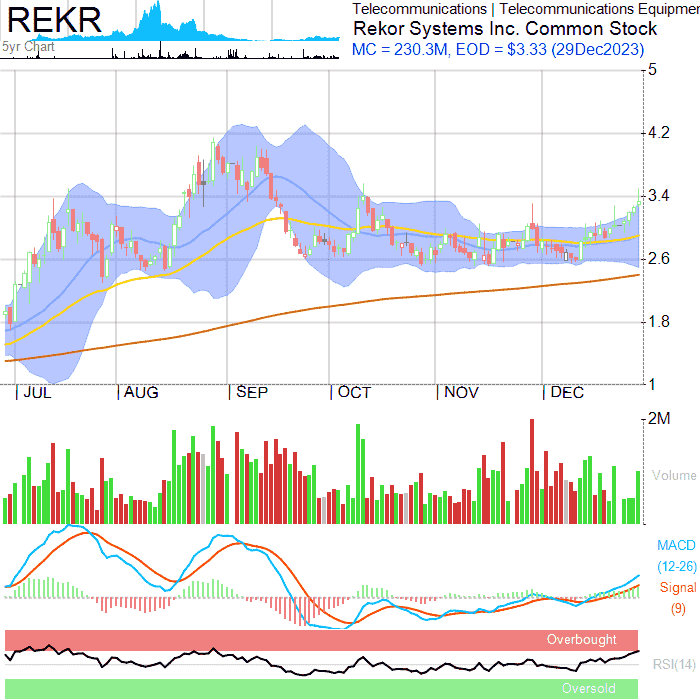 REKR
5yr Chart
Telecommunications | Telecommunications Equipmen
Rekor Systems Inc. Common Stock
MC = 230.3M, EOD = $3.33 (29Dec2023)
5
4.2
3.4
2.6
1.8
1
JUL
AUG
SEP
OCT
NOV
DEC
2M
Volume
MACD
(12-26)
Signal
(9)
Overbought
RSI(14)
Oversold